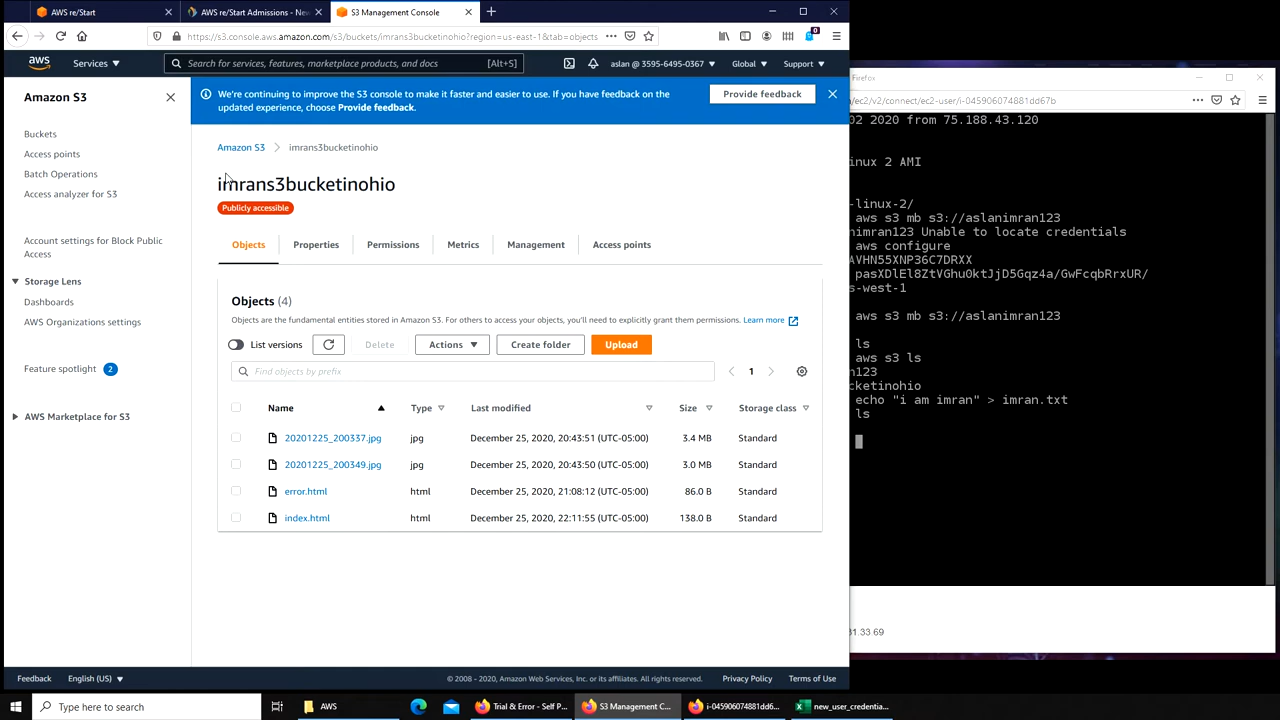 AWS re/Start
AWS re/Start Admissions - New
S3 Management Console
https://s3.console.aws.amazon.com/s3/buckets/imrans3bucketinohio?region=us-east-1&tab=objects
aws
Services
Search for services, features, marketplace products, and docs
[Alt+S]
aslan @ 3595-6495-0367
Global
Support
Amazon S3
Buckets
Access points
Batch Operations
Access analyzer for S3
Account settings for Block Public
Access
Storage Lens
Dashboards
AWS Organizations settings
Feature spotlight 2
AWS Marketplace for S3
We're continuing to improve the S3 console to make it faster and easier to use. If you have feedback on the
updated experience, choose Provide feedback.
Provide feedback
Amazon S3 > imrans3bucketinohio
imrans3bucketinohio
Publicly accessible
Objects Properties Permissions Metrics Management Access points
Objects (4)
Objects are the fundamental entities stored in Amazon S3. For others to access your objects, you'll need to explicitly grant them permissions. Learn more
List versions Delete Actions Create folder Upload
Find objects by prefix
1
Name Type Last modified Size Storage class
20201225_200337.jpg jpg December 25, 2020, 20:43:51 (UTC-05:00) 3.4 MB Standard
20201225_200349.jpg jpg December 25, 2020, 20:43:50 (UTC-05:00) 3.0 MB Standard
error.html html December 25, 2020, 21:08:12 (UTC-05:00) 86.0 B Standard
index.html html December 25, 2020, 22:11:55 (UTC-05:00) 138.0 B Standard
Feedback English (US) © 2008 - 2020, Amazon Web Services, Inc. or its affiliates. All rights reserved. Privacy Policy Terms of Use
Firefox
/ec2/v2/connect/ec2-user/i-045906074881dd67b
02 2020 from 75.188.43.120
inux 2 AMI
-linux-2/
aws s3 mb s3://aslanimran123
nimran123 Unable to locate credentials
aws configure
AVHN55XNP36C7DRXX
pasXDlEl8ZtVGhu0ktJjD5Gqz4a/GwFcqbRrxUR/
s-west-1
aws s3 mb s3://aslanimran123
ls
aws s3 ls
n123
cketinohio
echo "i am imran" > imran.txt
ls
31.33 69
Type here to search
AWS
Trial & Error - Self P...
S3 Management C...
i-045906074881dd6...
new_user_credentia...